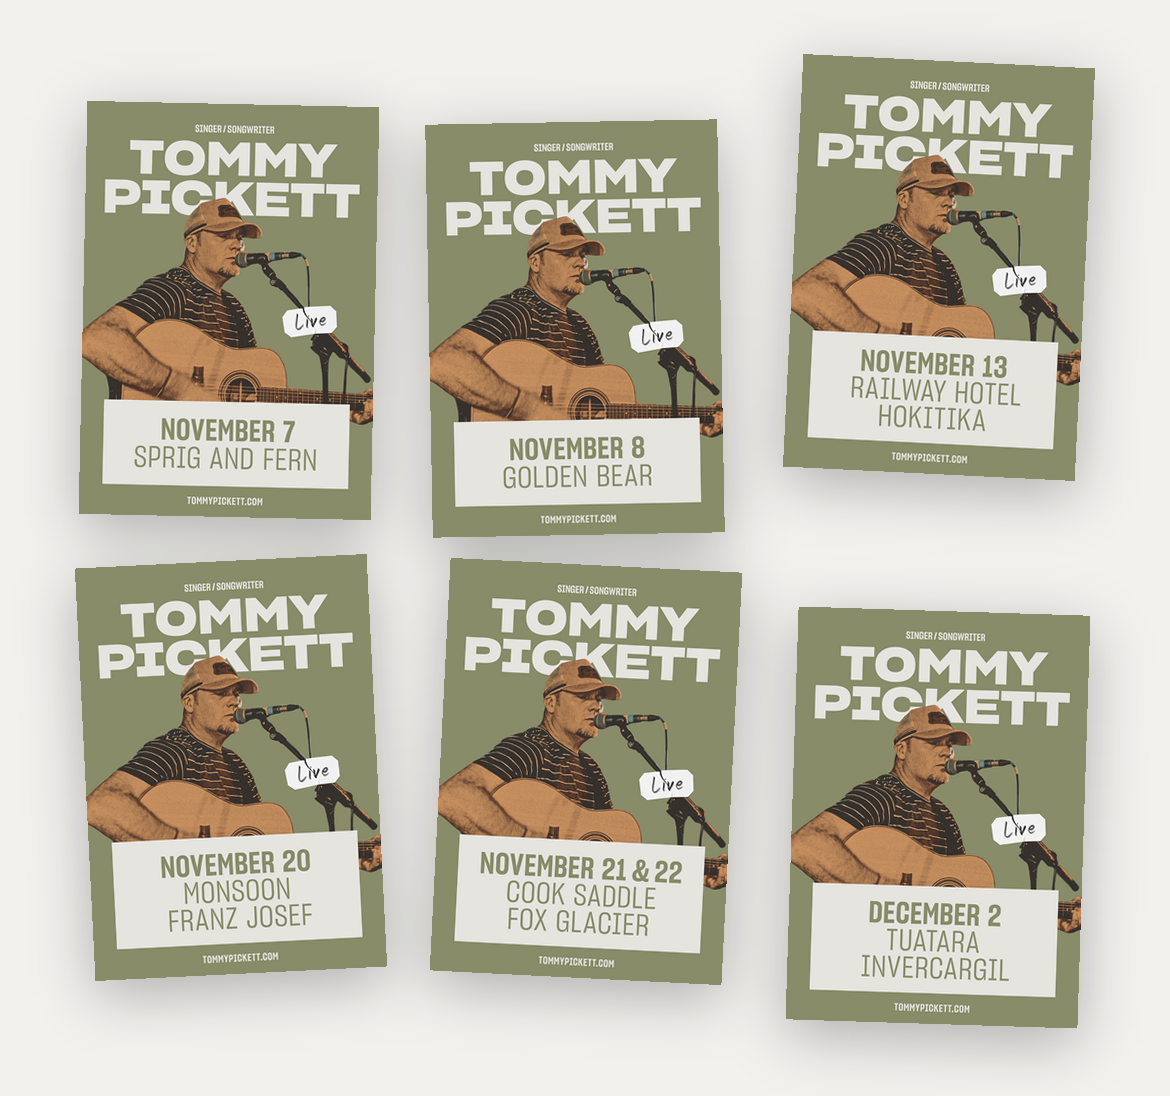 SINGER / SONGWRITER
TOMMY
PICKETT
Live
NOVEMBER 7
SPRIG AND FERN
TOMMYPICKETT.COM
SINGER / SONGWRITER
TOMMY
PICKETT
Live
NOVEMBER 8
GOLDEN BEAR
TOMMYPICKETT.COM
SINGER / SONGWRITER
TOMMY
PICKETT
Live
NOVEMBER 13
RAILWAY HOTEL
HOKITIKA
TOMMYPICKETT.COM
SINGER / SONGWRITER
TOMMY
PICKETT
Live
NOVEMBER 20
MONSOON
FRANZ JOSEF
TOMMYPICKETT.COM
SINGER / SONGWRITER
TOMMY
PICKETT
Live
NOVEMBER 21 & 22
COOK SADDLE
FOX GLACIER
TOMMYPICKETT.COM
SINGER / SONGWRITER
TOMMY
PICKETT
Live
DECEMBER 2
TUATARA
INVERCARGIL
TOMMYPICKETT.COM